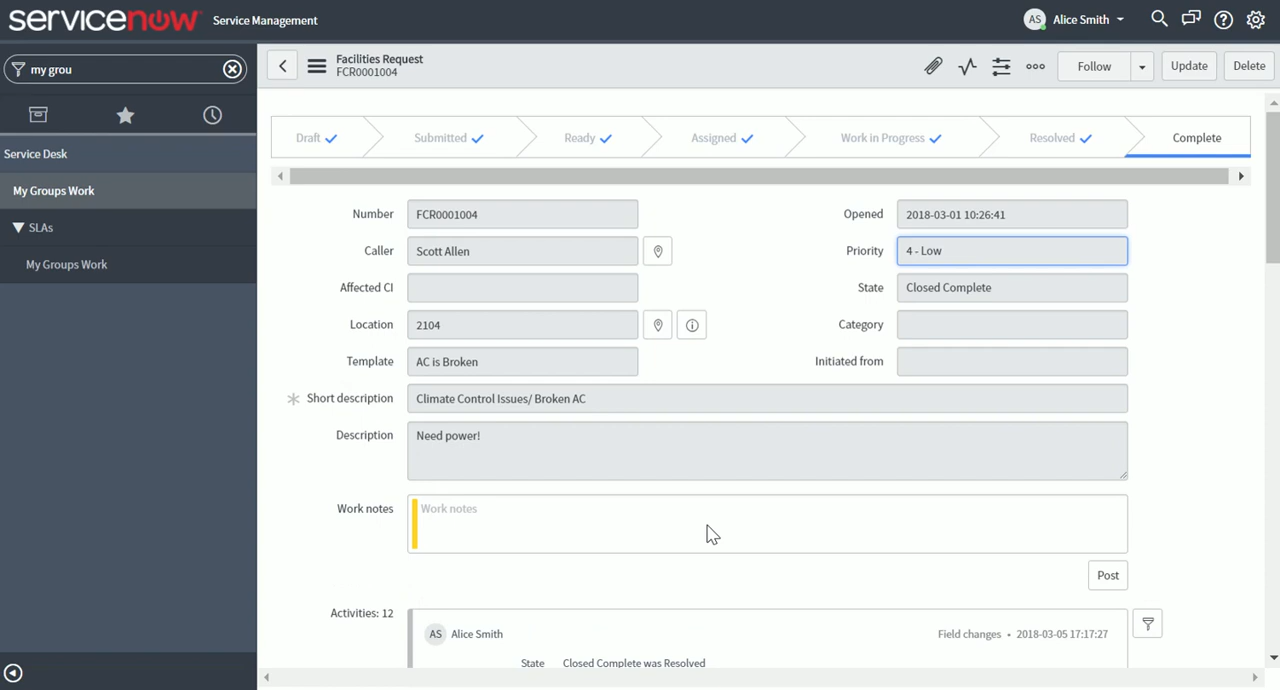 servicenow Service Management
AS Alice Smith
my grou
Facilities Request
FCR0001004
Follow
Update
Delete
Draft
Submitted
Ready
Assigned
Work in Progress
Resolved
Complete
Service Desk
My Groups Work
SLAs
My Groups Work
Number FCR0001004
Opened 2018-03-01 10:26:41
Caller Scott Allen
Priority 4 - Low
Affected CI
State Closed Complete
Location 2104
Category
Template AC is Broken
Initiated from
Short description Climate Control Issues/ Broken AC
Description Need power!
Work notes Work notes
Post
Activities: 12
AS Alice Smith
Field changes • 2018-03-05 17:17:27
State Closed Complete was Resolved